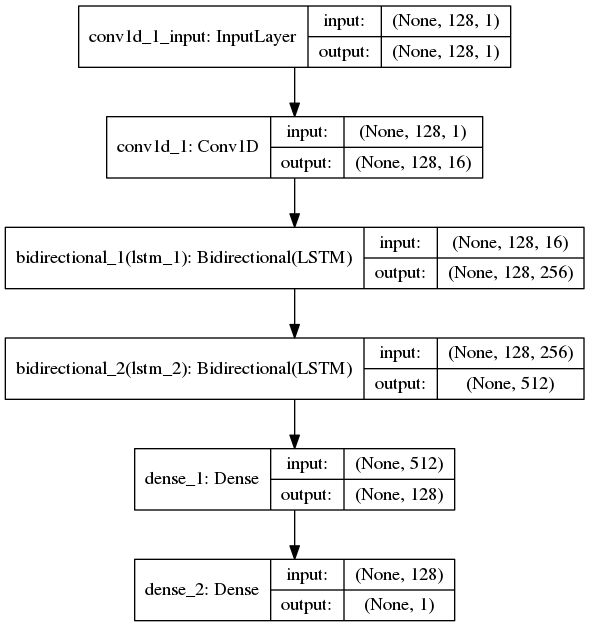 conv1d_1_input: InputLayer
input: (None, 128, 1)
output: (None, 128, 1)
conv1d_1: Conv1D
input: (None, 128, 1)
output: (None, 128, 16)
bidirectional_1(lstm_1): Bidirectional(LSTM)
input: (None, 128, 16)
output: (None, 128, 256)
bidirectional_2(lstm_2): Bidirectional(LSTM)
input: (None, 128, 256)
output: (None, 512)
dense_1: Dense
input: (None, 512)
output: (None, 128)
dense_2: Dense
input: (None, 128)
output: (None, 1)